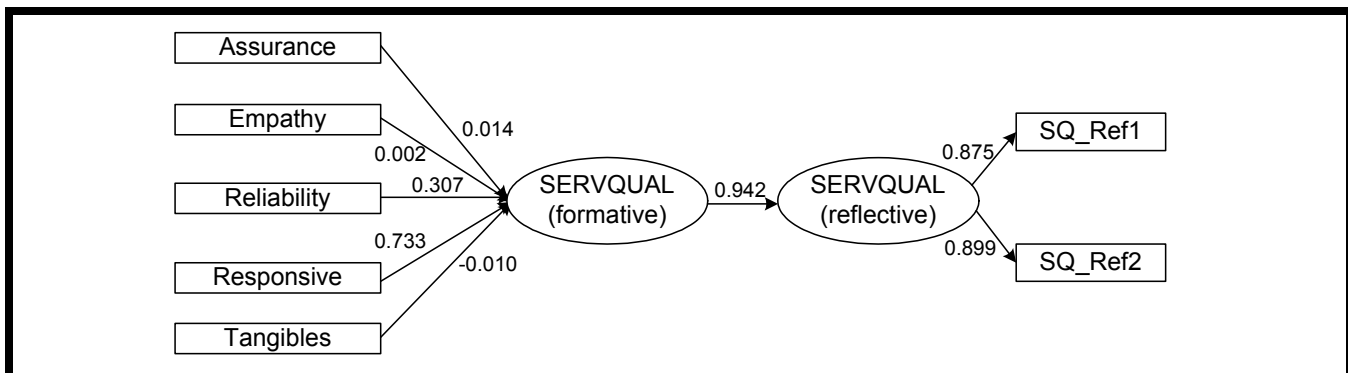 Assurance
Empathy
Reliability
Responsive
Tangibles
0.014
0.002
0.307
0.733
-0.010
SERVQUAL
(formative)
0.942
SERVQUAL
(reflective)
0.875
0.899
SQ_Ref1
SQ_Ref2